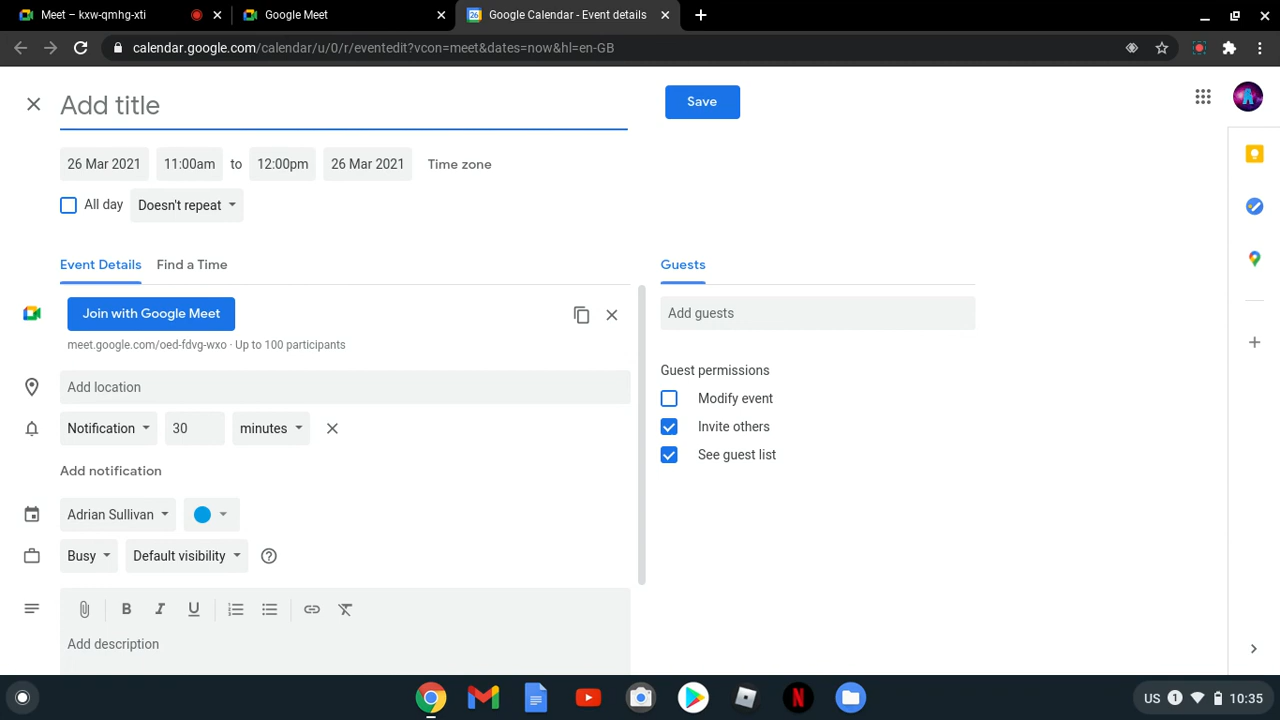 Meet – kxw-qmhg-xti
Google Meet
Google Calendar - Event details
calendar.google.com/calendar/u/0/r/eventedit?vcon=meet&dates=now&hl=en-GB
Add title
Save
26 Mar 2021 11:00am to 12:00pm 26 Mar 2021 Time zone
All day Doesn't repeat
Event Details Find a Time
Guests
Join with Google Meet
meet.google.com/oed-fdvg-wxo · Up to 100 participants
Add guests
Guest permissions
Modify event
Invite others
See guest list
Add location
Notification 30 minutes
Add notification
Adrian Sullivan
Busy Default visibility
B I U
Add description
US 1 10:35